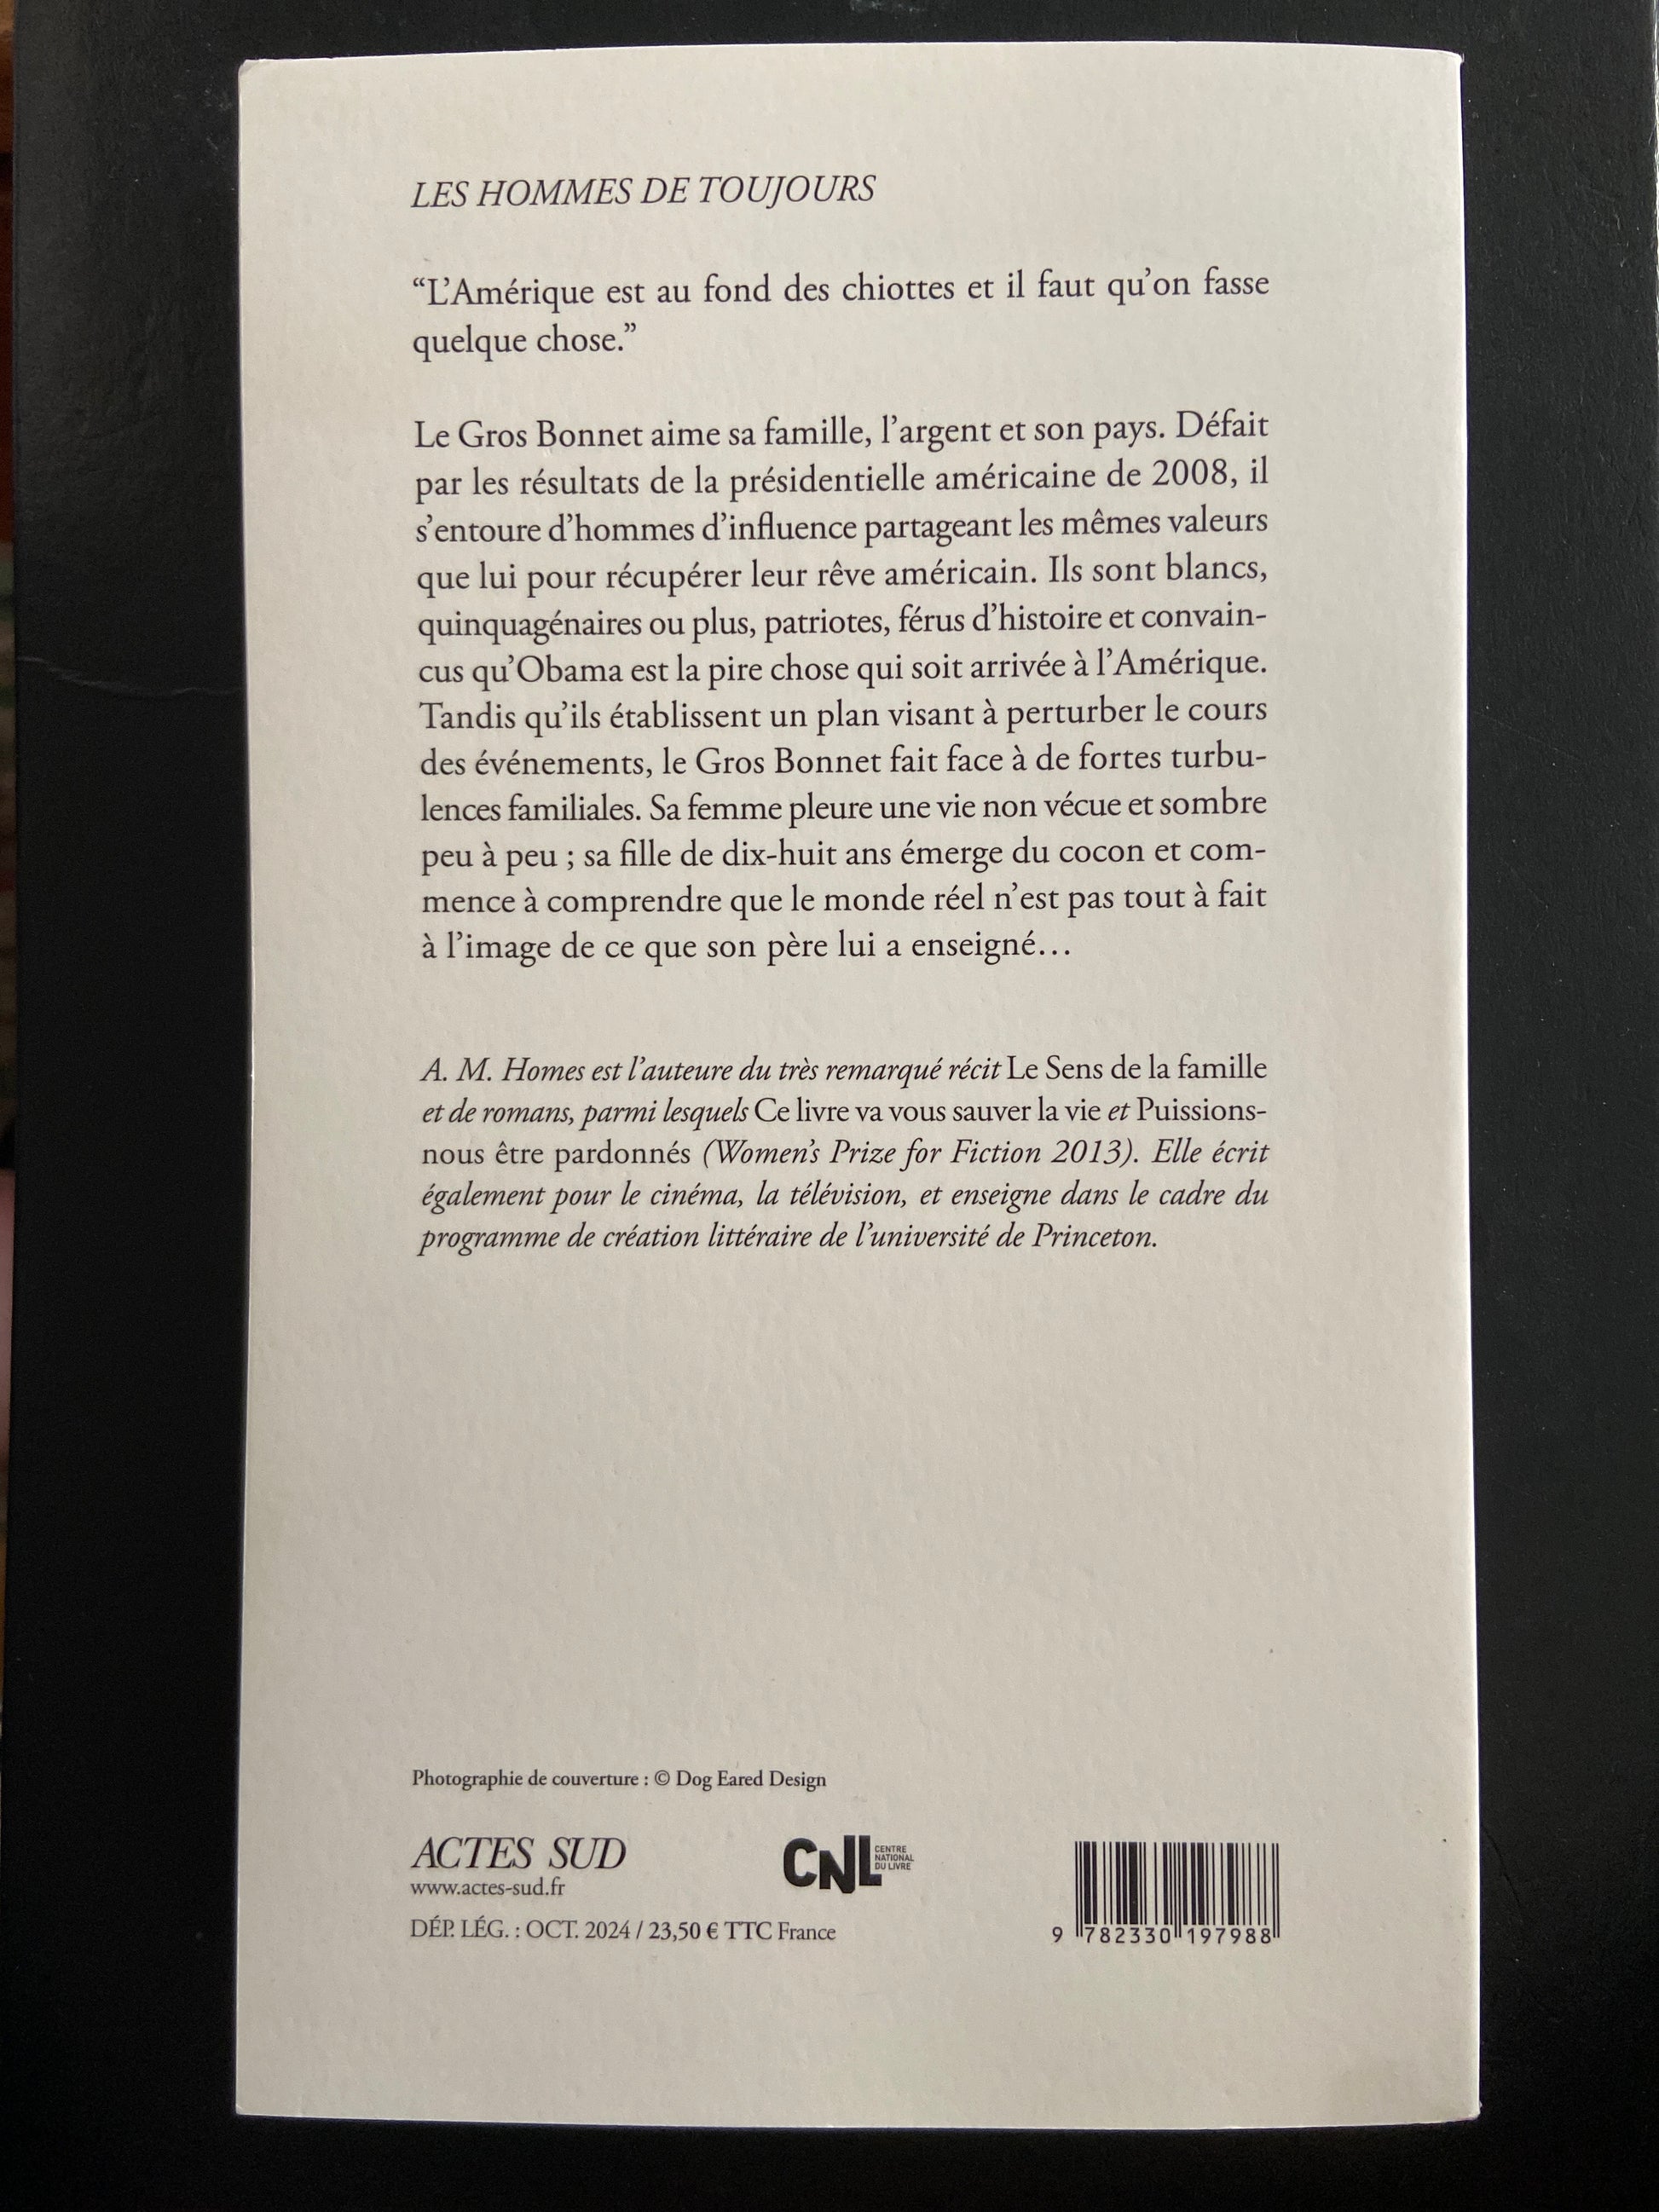 LES HOMMES DE TOUJOURS
“L’Amérique est au fond des chiottes et il faut qu’on fasse
quelque chose.”
Le Gros Bonnet aime sa famille, l’argent et son pays. Défait
par les résultats de la présidentielle américaine de 2008, il
s’entoure d’hommes d’influence partageant les mêmes valeurs
que lui pour récupérer leur rêve américain. Ils sont blancs,
quinquagénaires ou plus, patriotes, férus d’histoire et convain-
cus qu’Obama est la pire chose qui soit arrivée à l’Amérique.
Tandis qu’ils établissent un plan visant à perturber le cours
des événements, le Gros Bonnet fait face à de fortes turbu-
lences familiales. Sa femme pleure une vie non vécue et sombre
peu à peu ; sa fille de dix-huit ans émerge du cocon et com-
mence à comprendre que le monde réel n’est pas tout à fait
à l’image de ce que son père lui a enseigné…
A. M. Homes est l’auteure du très remarqué récit Le Sens de la famille
et de romans, parmi lesquels Ce livre va vous sauver la vie et Puissions-
nous être pardonnés (Women’s Prize for Fiction 2013). Elle écrit
également pour le cinéma, la télévision, et enseigne dans le cadre du
programme de création littéraire de l’université de Princeton.
Photographie de couverture : © Dog Eared Design
ACTES SUD
www.actes-sud.fr
DÉP. LÉG. : OCT. 2024 / 23,50 € TTC France
CNL
CENTRE
NATIONAL
DU LIVRE
9 782330 197988